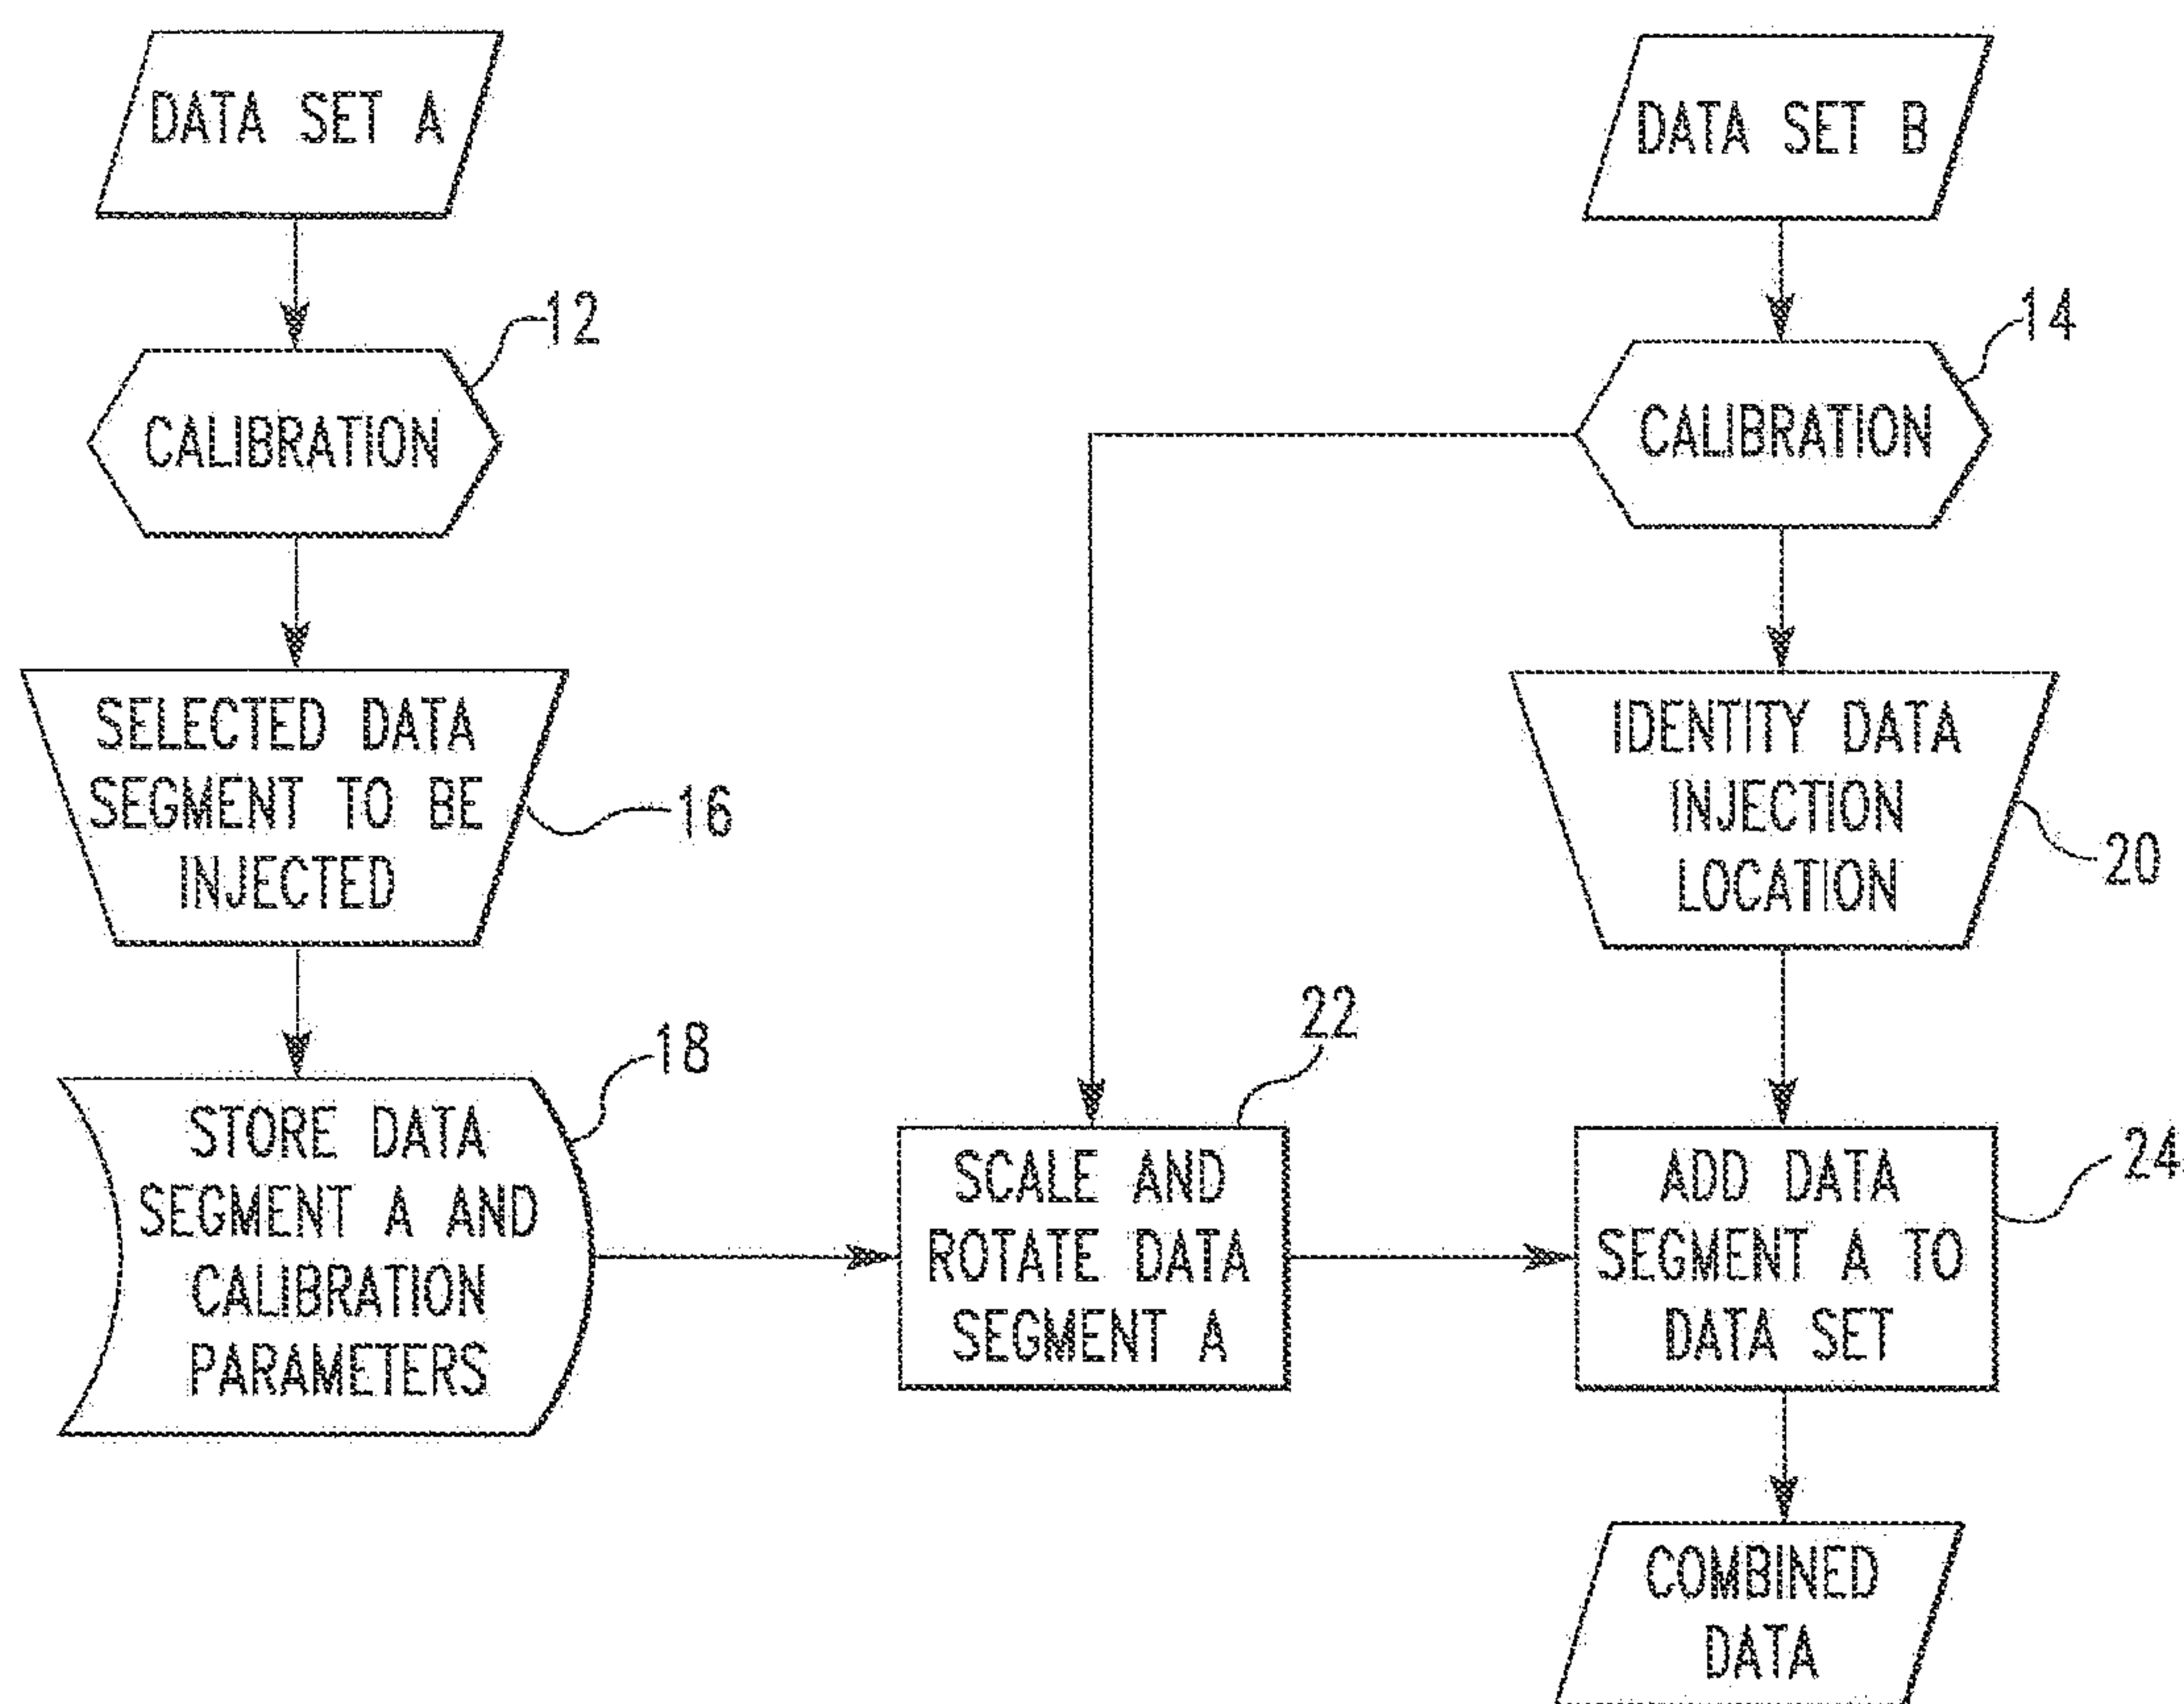 DATA SET A
DATA SET B
12
14
CALIBRATION
CALIBRATION
SELECTED DATA
SEGMENT TO BE
INJECTED
16
IDENTITY DATA
INJECTION
LOCATION
20
18
STORE DATA
SEGMENT A AND
CALIBRATION
PARAMETERS
22
SCALE AND
ROTATE DATA
SEGMENT A
24
ADD DATA
SEGMENT A TO
DATA SET
COMBINED
DATA